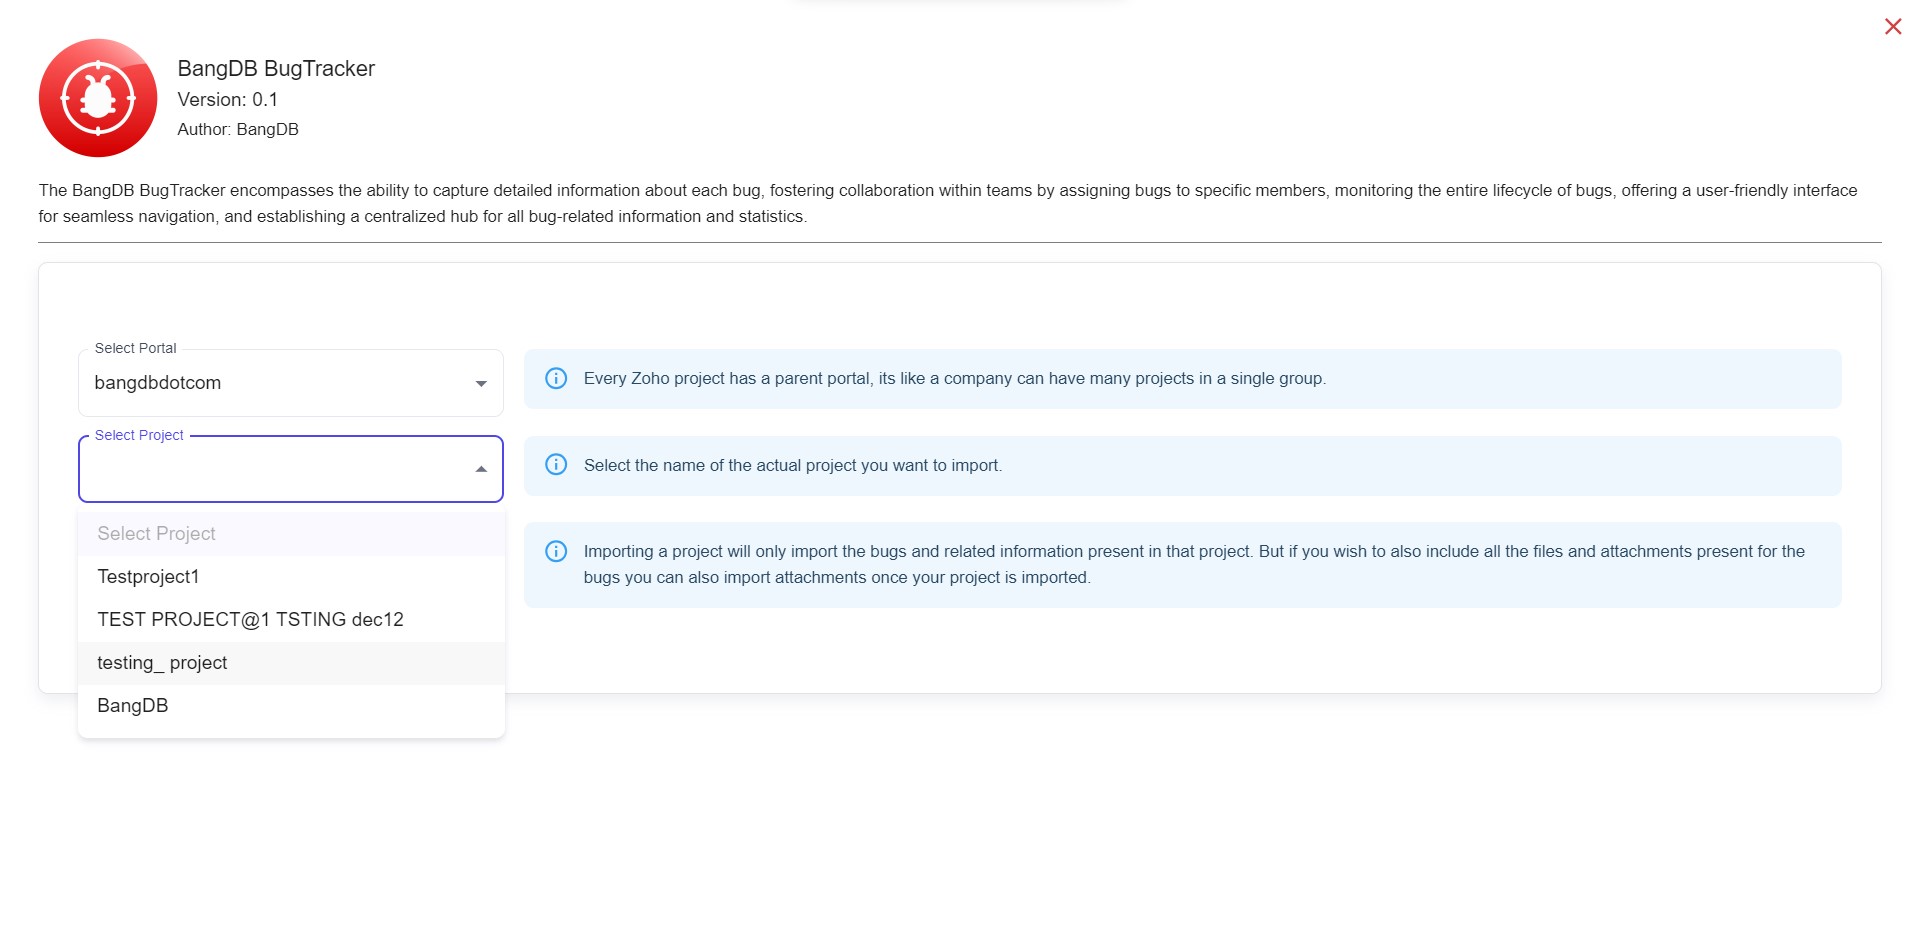 BangDB BugTracker
Version: 0.1
Author: BangDB
The BangDB BugTracker encompasses the ability to capture detailed information about each bug, fostering collaboration within teams by assigning bugs to specific members, monitoring the entire lifecycle of bugs, offering a user-friendly interface
for seamless navigation, and establishing a centralized hub for all bug-related information and statistics.
Select Portal
bangdbdotcom
Every Zoho project has a parent portal, its like a company can have many projects in a single group.
Select Project
Select the name of the actual project you want to import.
Select Project
Testproject1
TEST PROJECT@1 TSTING dec12
testing_ project
BangDB
Importing a project will only import the bugs and related information present in that project. But if you wish to also include all the files and attachments present for the
bugs you can also import attachments once your project is imported.